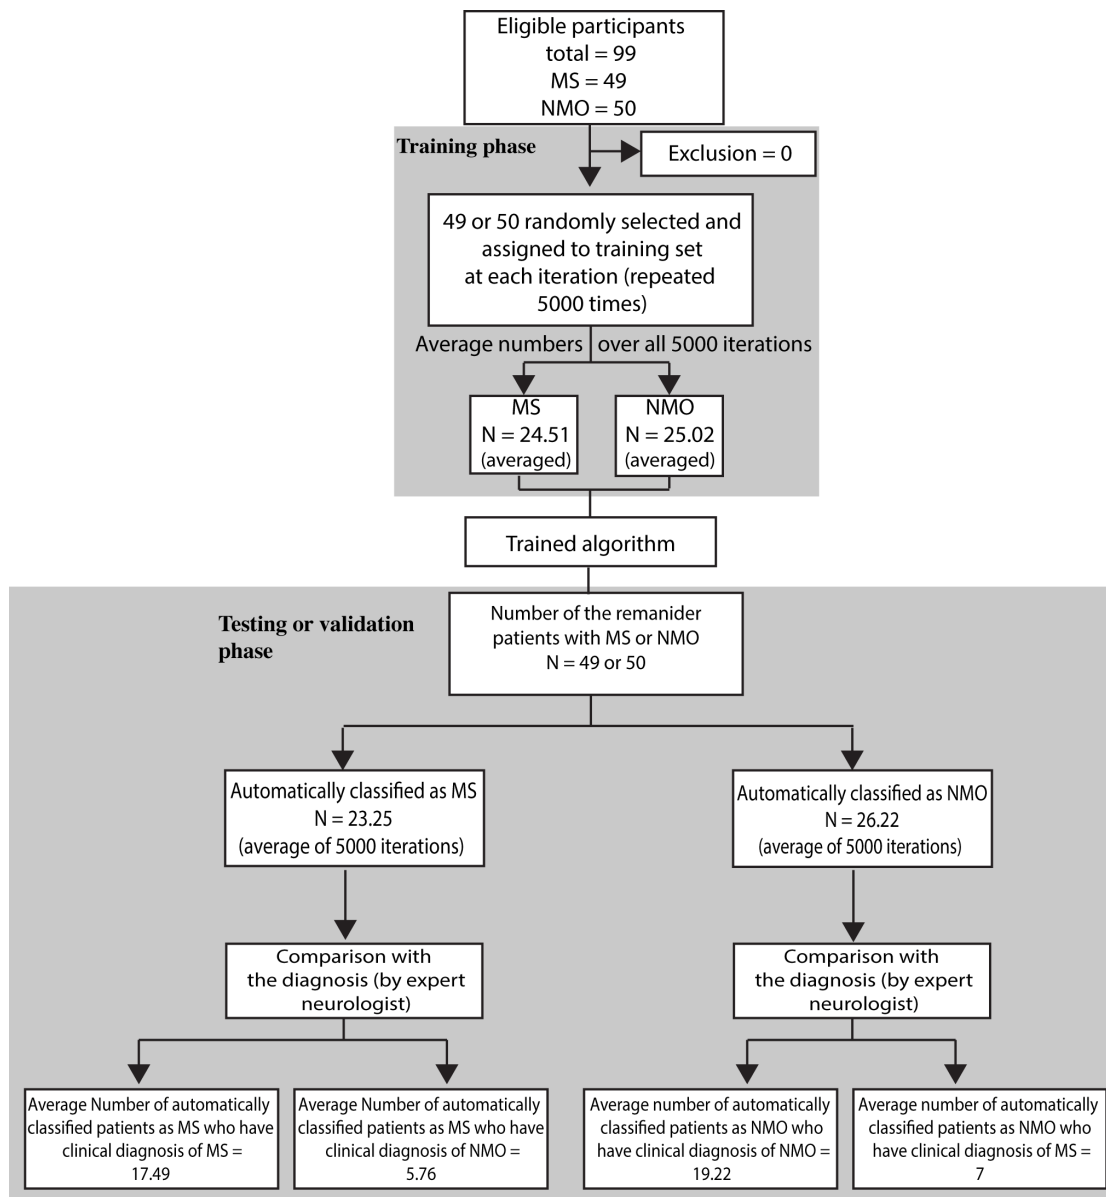 Eligible participants
total = 99
MS = 49
NMO = 50
Training phase
Exclusion = 0
49 or 50 randomly selected and
assigned to training set
at each iteration (repeated
5000 times)
Average numbers over all 5000 iterations
MS
N = 24.51
(averaged)
NMO
N = 25.02
(averaged)
Trained algorithm
Testing or validation
phase
Number of the remanider
patients with MS or NMO
N = 49 or 50
Automatically classified as MS
N = 23.25
(average of 5000 iterations)
Automatically classified as NMO
N = 26.22
(average of 5000 iterations)
Comparison with
the diagnosis (by expert
neurologist)
Comparison with
the diagnosis (by expert
neurologist)
Average Number of automatically
classified patients as MS who have
clinical diagnosis of MS =
17.49
Average Number of automatically
classified patients as MS who have
clinical diagnosis of NMO =
5.76
Average number of automatically
classified patients as NMO who
have clinical diagnosis of NMO =
19.22
Average number of automatically
classified patients as NMO who
have clinical diagnosis of MS =
7